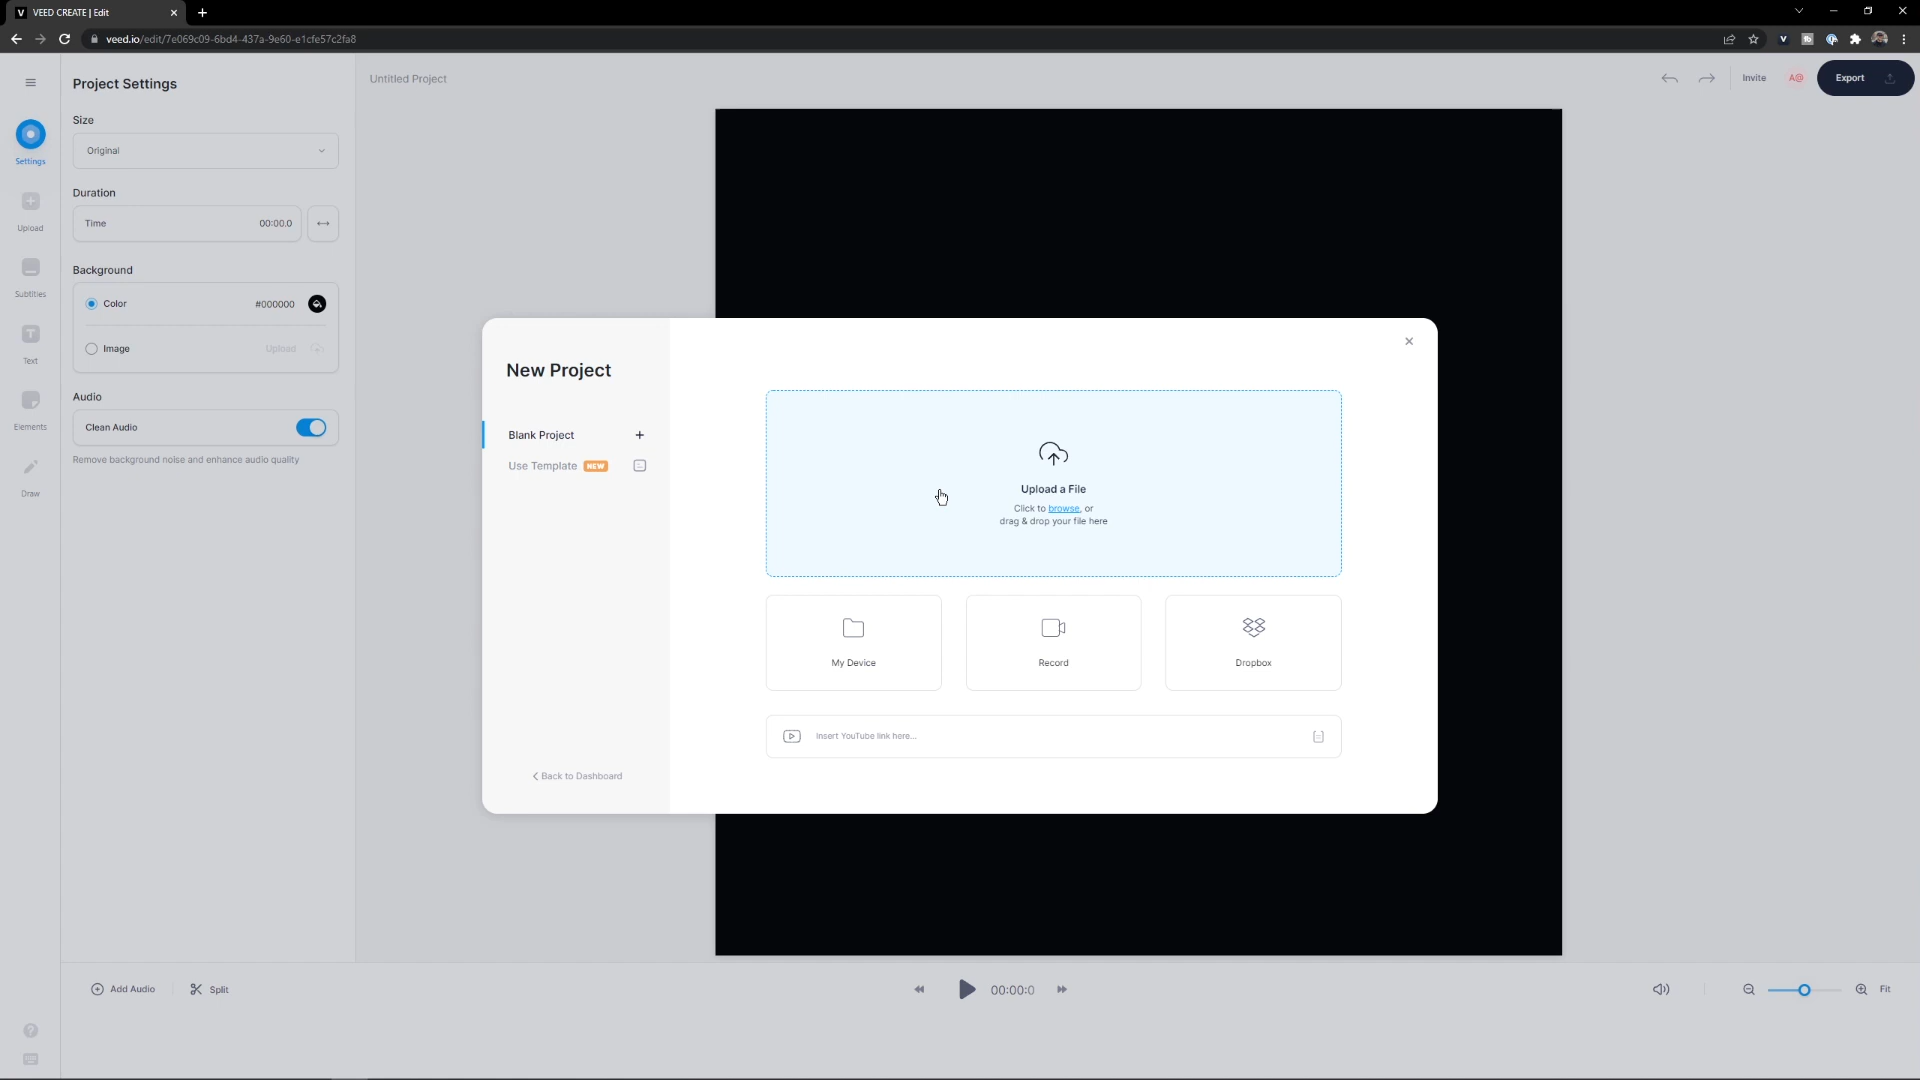 VEED CREATE | Edit
veed.io/edit/7e069c09-6bd4-437a-9e60-e1cfe57c2fa8
Project Settings
Untitled Project
Invite
A@
Export
Size
Original
Settings
Duration
Time 00:00.0
Upload
Background
Color #000000
Subtitles
Image Upload
Text
Audio
Clean Audio
Elements
Remove background noise and enhance audio quality
Draw
New Project
Blank Project
Use Template NEW
Back to Dashboard
Upload a File
Click to browse, or
drag & drop your file here
My Device
Record
Dropbox
Insert YouTube link here...
Add Audio
Split
00:00:0
Fit